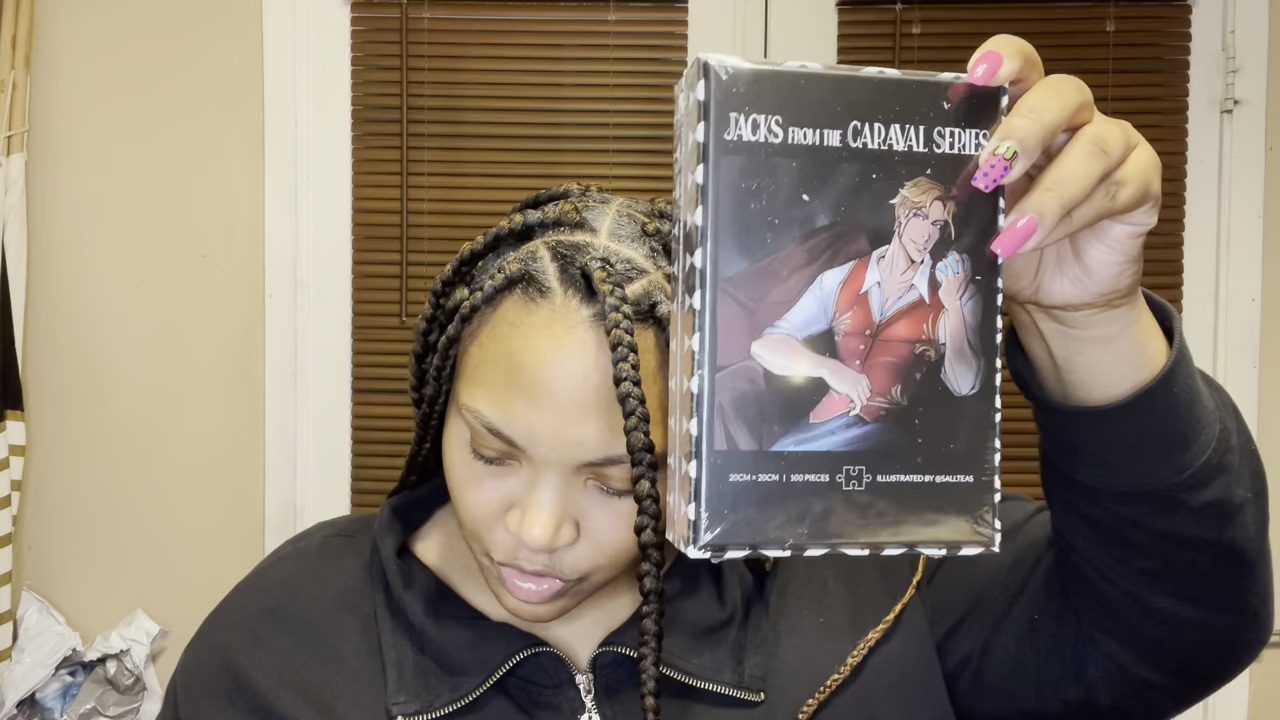 JACKS FROM THE CARAVAL SERIES
20CM × 20CM | 100 PIECES ILLUSTRATED BY @SALLTEAS